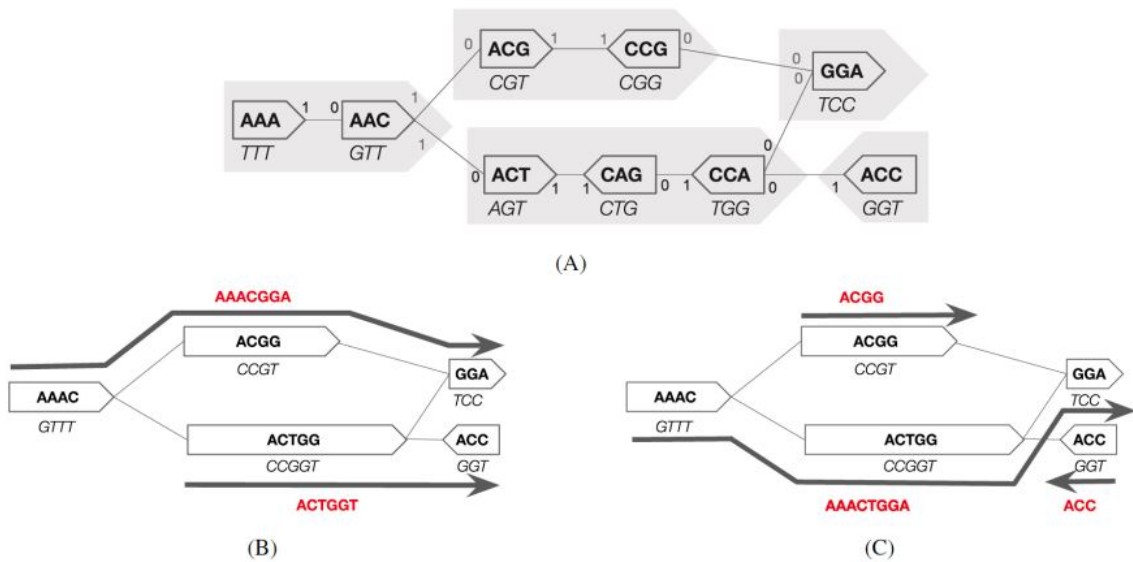 0 ACG 1 1 CCG 0
CGT CGG
0
0
GGA
TCC
AAA 1 0 AAC 1
TTT GTT 1
0 ACT 1 1 CAG 0 1 CCA 0 0 1 ACC
AGT CTG TGG GGT
(A)
AAACGGA
ACGG
CCGT
GGA
TCC
AAAC
GTTT
ACTGG
CCGGT
ACC
GGT
ACTGGT
(B)
ACGG
ACGG
CCGT
GGA
TCC
AAAC
GTTT
ACTGG
CCGGT
ACC
GGT
AAACTGGA
ACC
(C)